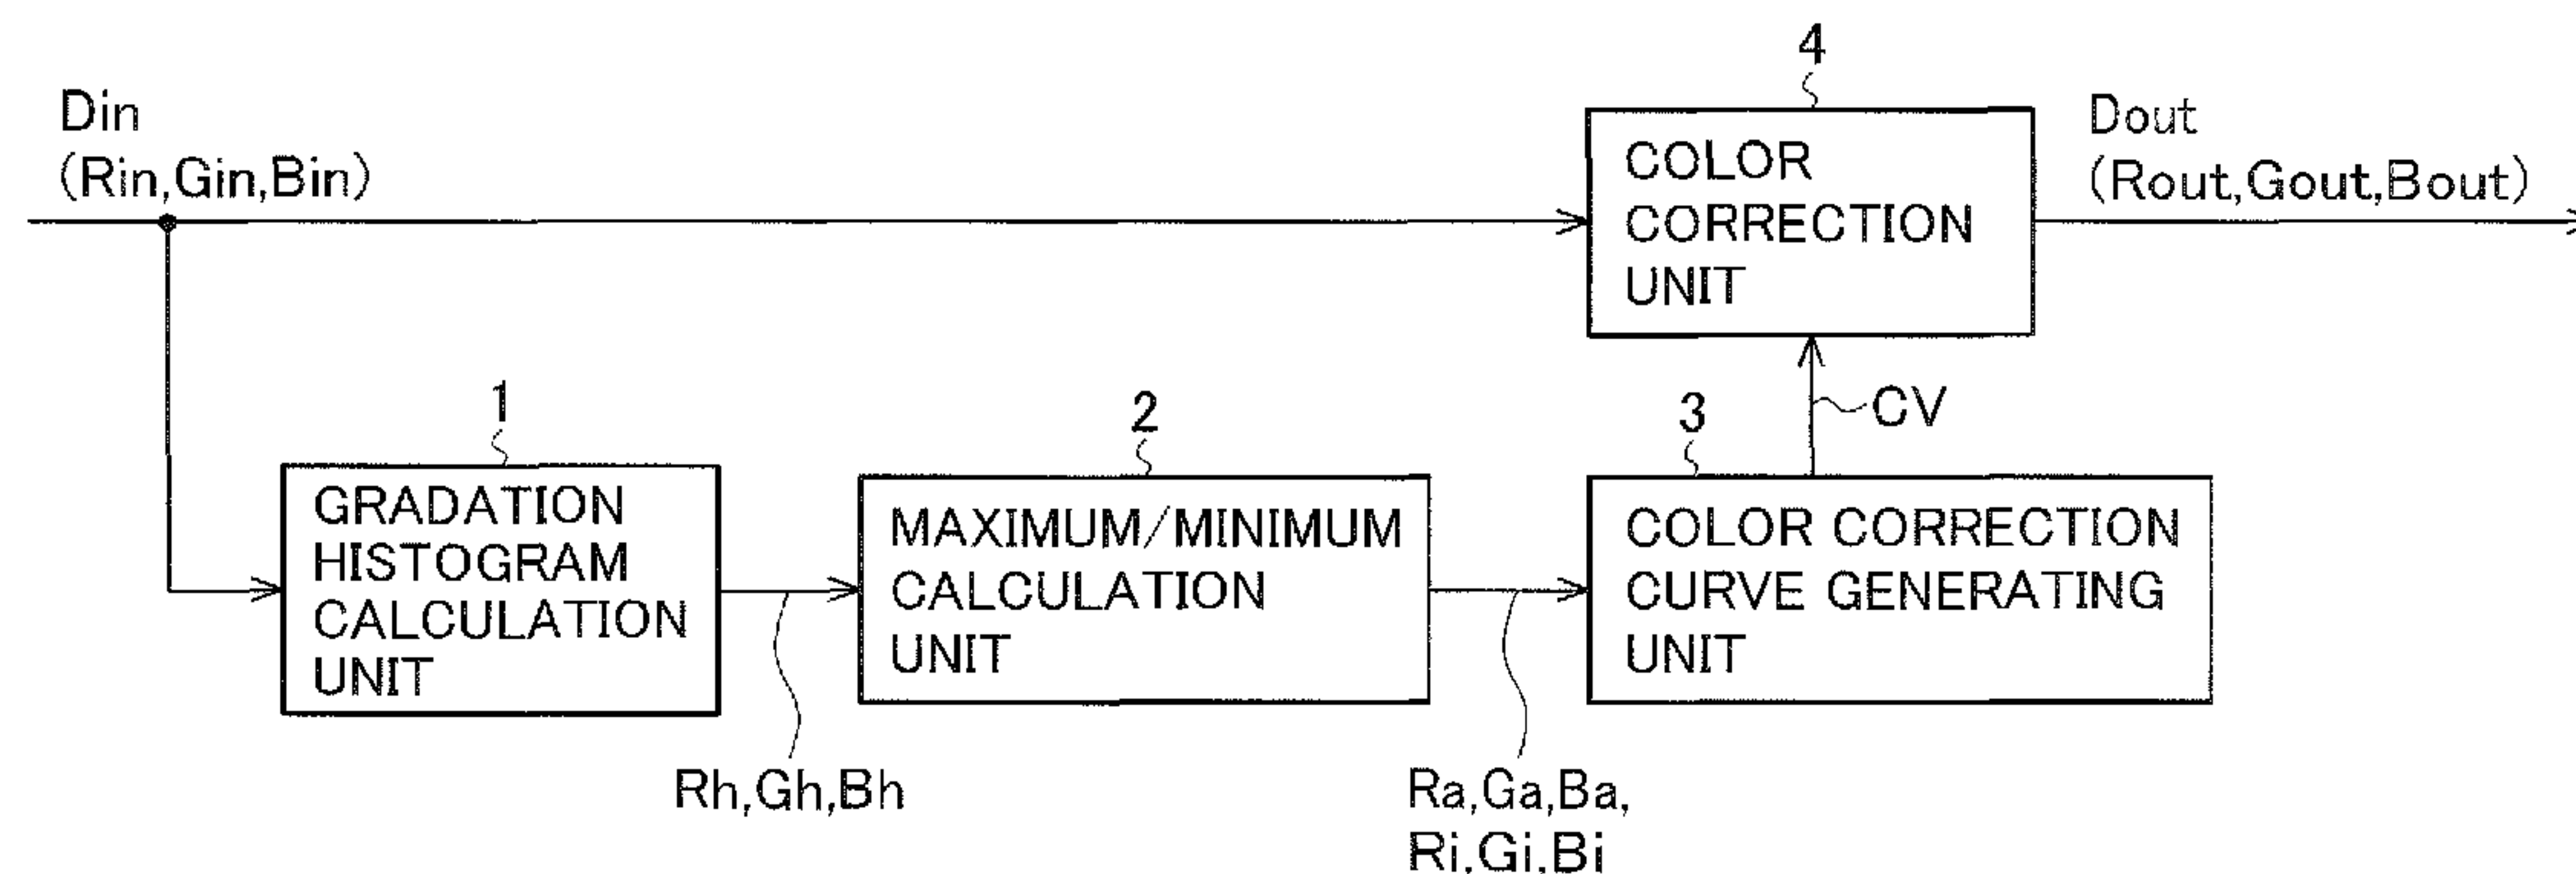 4
Din
(Rin,Gin,Bin)
COLOR
CORRECTION
UNIT
Dout
(Rout,Gout,Bout)
1
2
3
CV
GRADATION
HISTOGRAM
CALCULATION
UNIT
MAXIMUM/MINIMUM
CALCULATION
UNIT
COLOR CORRECTION
CURVE GENERATING
UNIT
Rh,Gh,Bh
Ra,Ga,Ba,
Ri,Gi,Bi